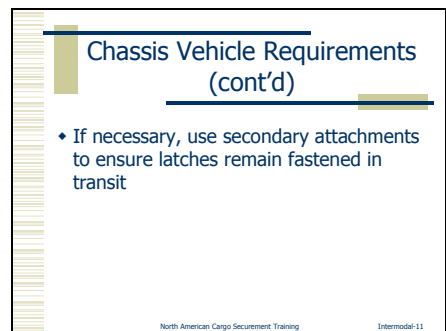 Chassis Vehicle Requirements
(cont’d)
If necessary, use secondary attachments
to ensure latches remain fastened in
transit
North American Cargo Securement Training
Intermodal-11